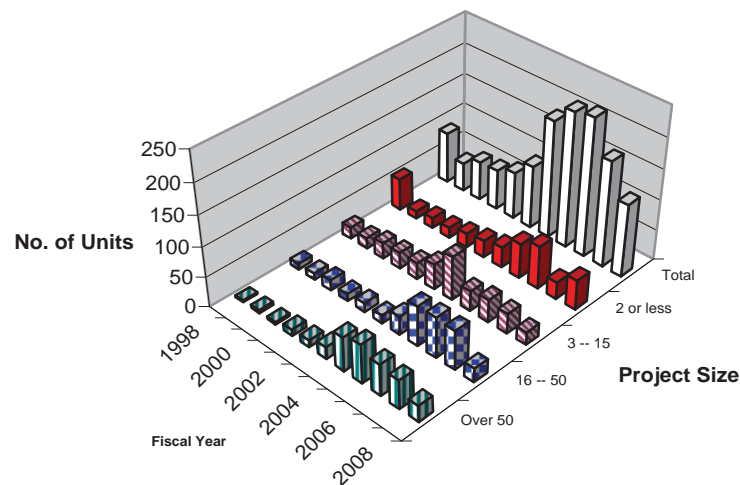 250
200
150
100
50
0
No. of Units
1998
2000
2002
2004
2006
2008
Fiscal Year
Total
2 or less
3 -- 15
16 -- 50
Over 50
Project Size